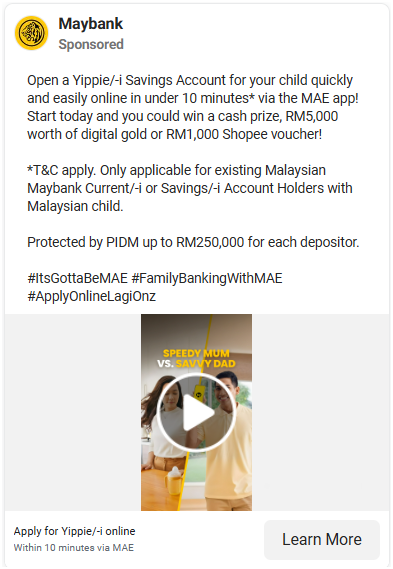 Maybank
Sponsored
Open a Yippie/-i Savings Account for your child quickly
and easily online in under 10 minutes* via the MAE app!
Start today and you could win a cash prize, RM5,000
worth of digital gold or RM1,000 Shopee voucher!
*T&C apply. Only applicable for existing Malaysian
Maybank Current/-i or Savings/-i Account Holders with
Malaysian child.
Protected by PIDM up to RM250,000 for each depositor.
#ItsGottaBeMAE #FamilyBankingWithMAE
#ApplyOnlineLagiOnz
SPEEDY MUM
VS. SAVVY DAD
Apply for Yippie/-i online
Within 10 minutes via MAE
Learn More